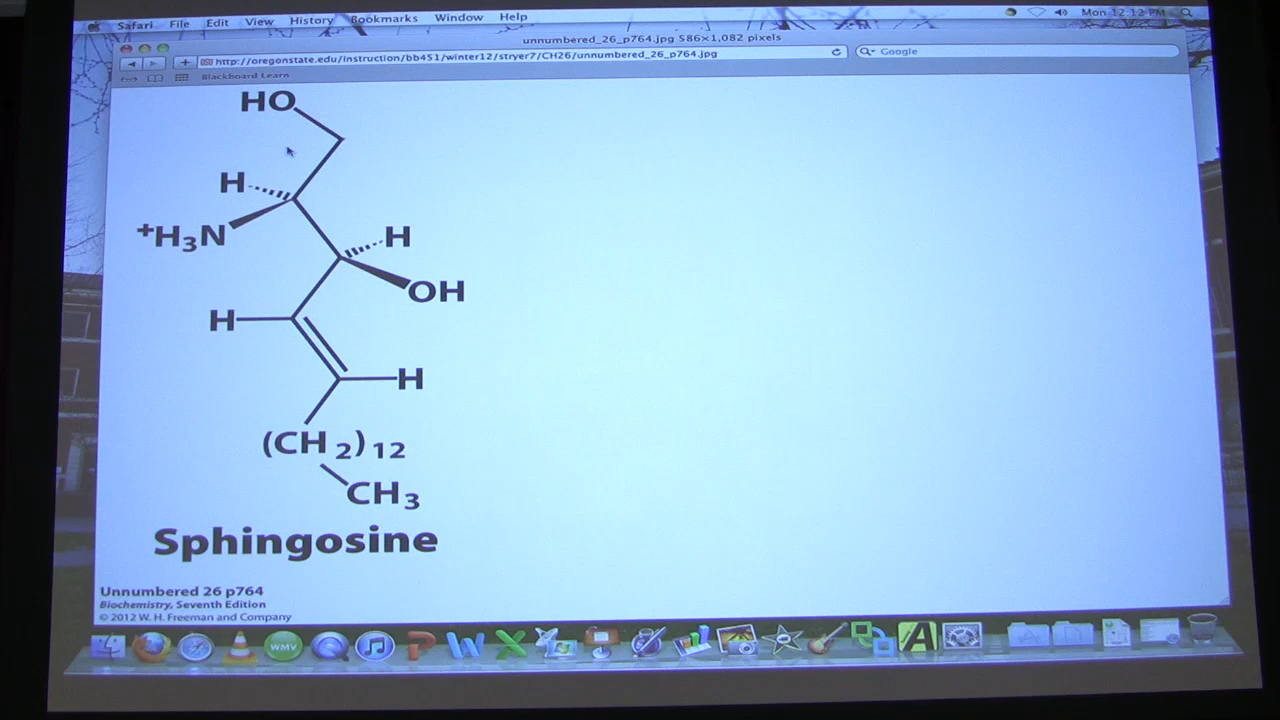 Safari File Edit View History Bookmarks Window Help Mon 12:12 PM
unnumbered_26_p764.jpg 586×1,082 pixels
http://oregonstate.edu/instruction/bb451/winter12/stryer7/CH26/unnumbered_26_p764.jpg
Google
Blackboard Learn
HO
H
+H3N
H
OH
H
H
(CH2)12
CH3
Sphingosine
Unnumbered 26 p764
Biochemistry, Seventh Edition
© 2012 W. H. Freeman and Company
WMV